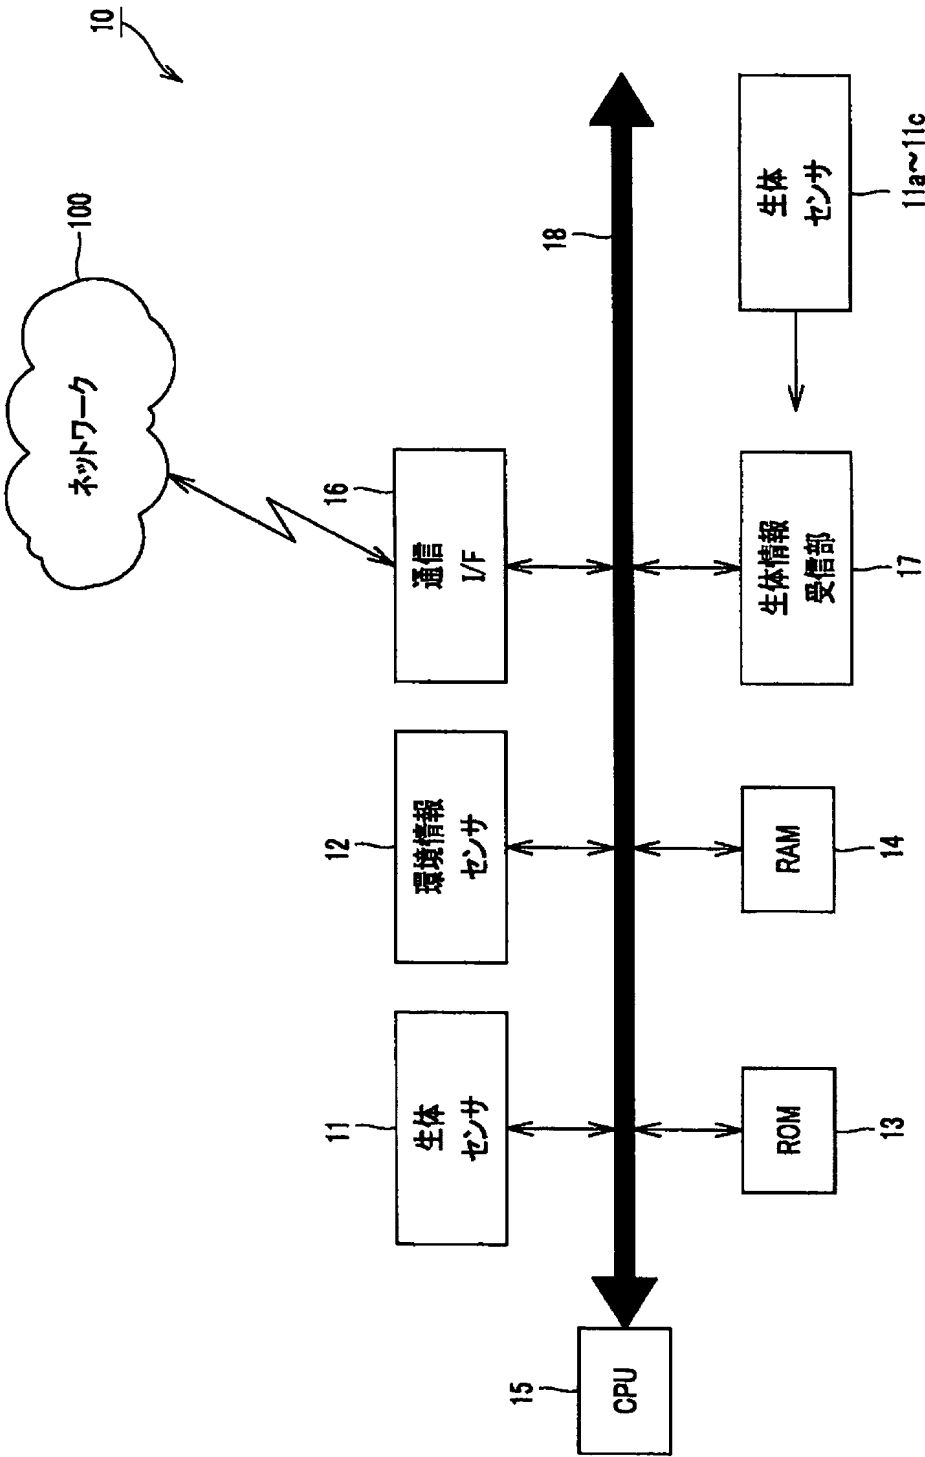 10
100
ネットワーク
11
生体
センサ
12
環境情報
センサ
16
通信
I/F
15
CPU
18
ROM
13
RAM
14
生体情報
受信部
17
生体
センサ
11a~11c